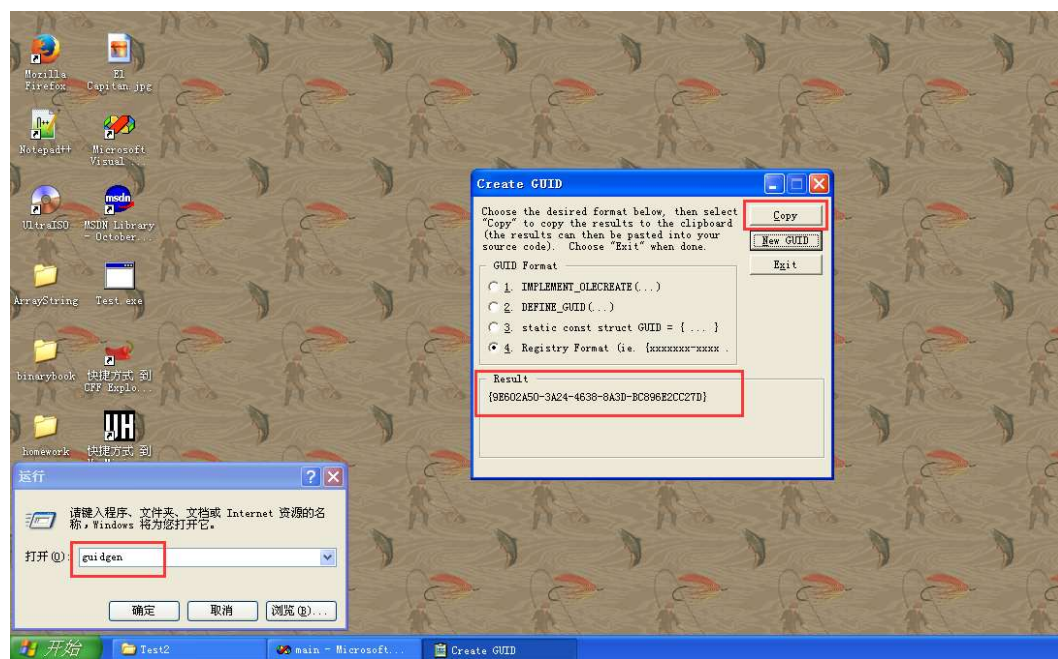 Mozilla
Firefox
El
Capitan.jpg
Notepad++
Microsoft
Visual ...
UltraISO
msdn
MSDN Library
- October...
ArrayString
Test.exe
binarybook
快捷方式 到
CFF Explo...
homework
快捷方式 到
Create GUID
Choose the desired format below, then select
"Copy" to copy the results to the clipboard
(the results can then be pasted into your
source code). Choose "Exit" when done.
Copy
New GUID
Exit
GUID Format
1. IMPLEMENT_OLECREATE(...)
2. DEFINE_GUID(...)
3. static const struct GUID = { ... }
4. Registry Format (ie. {xxxxxxx-xxxx .
Result
{9E602A50-3A24-4638-8A3D-BC896E2CC27D}
运行
请键入程序、文件夹、文档或 Internet 资源的名
称,Windows 将为您打开它。
打开(O):
guidgen
确定
取消
浏览(B)...
开始
Test2
main - Microsoft...
Create GUID